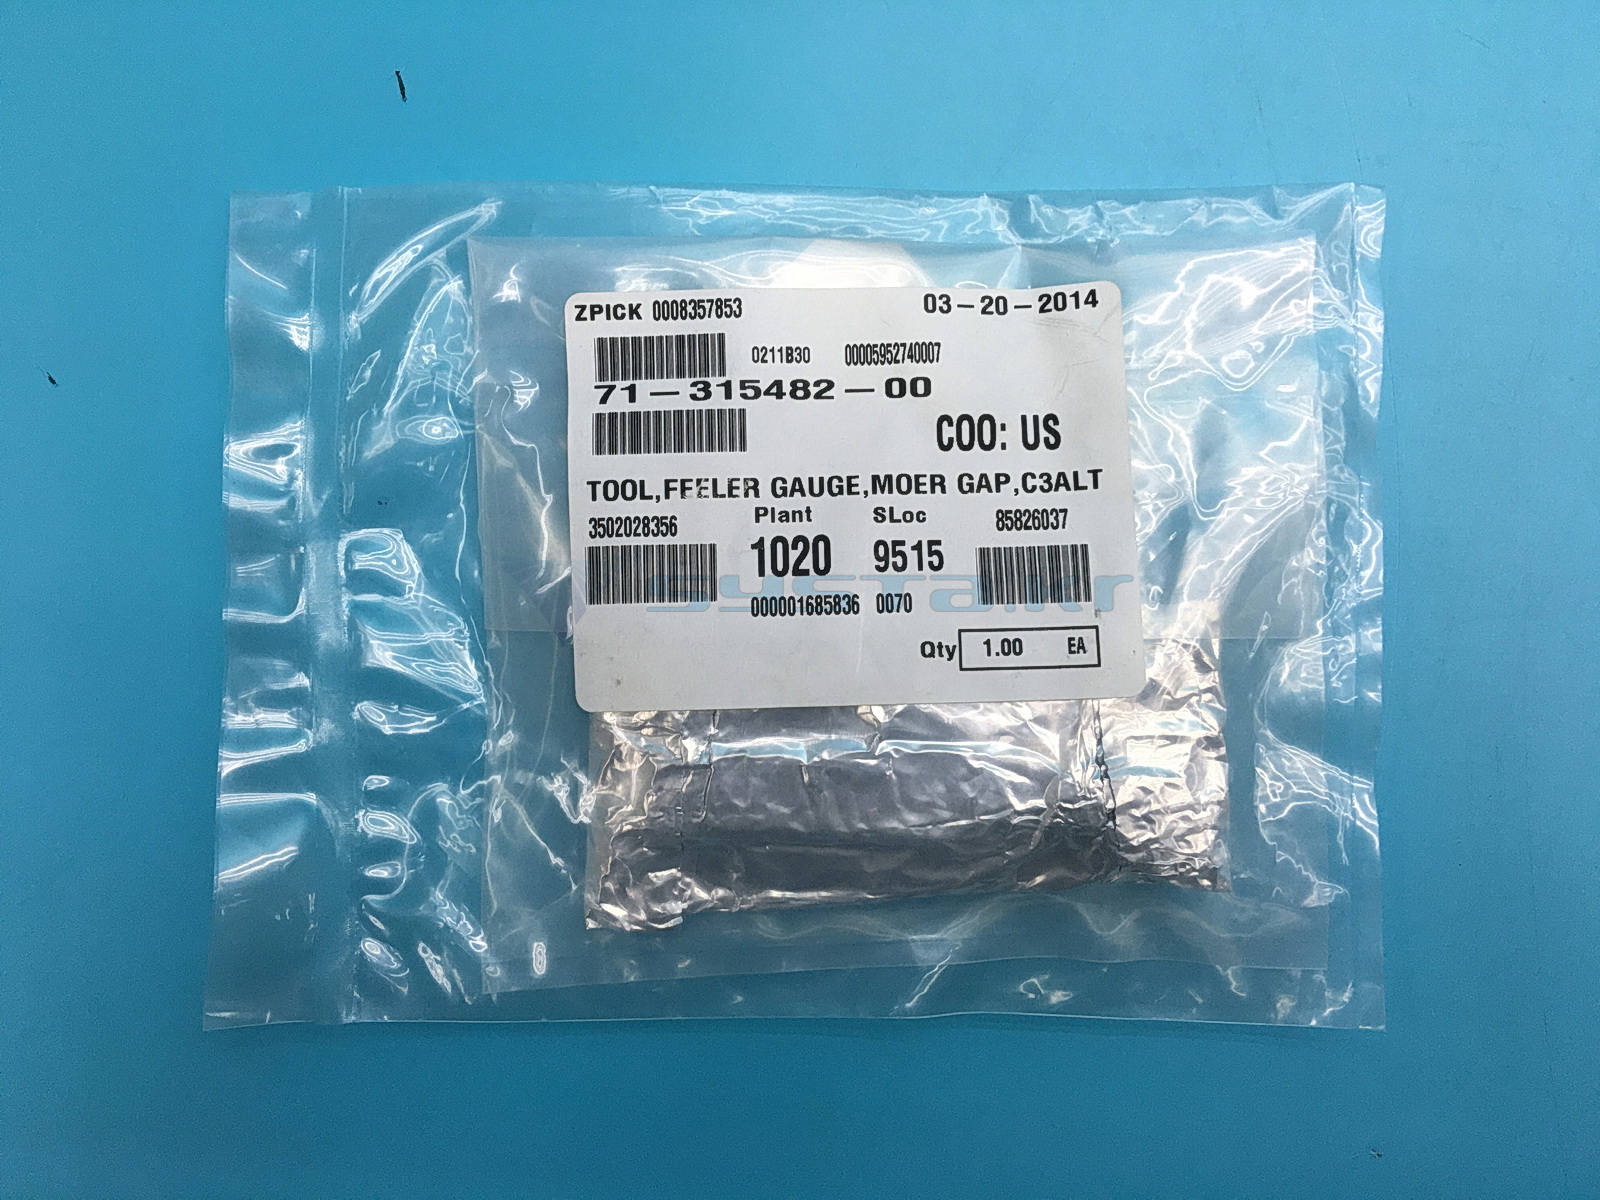 ZPICK 0008357853 03-20-2014
0211B30 00005952740007
71-315482-00
COO: US
TOOL,FEELER GAUGE,MOER GAP,C3ALT
3502028356 Plant SLoc 85826037
1020 9515
000001685836 0070
Qty 1.00 EA